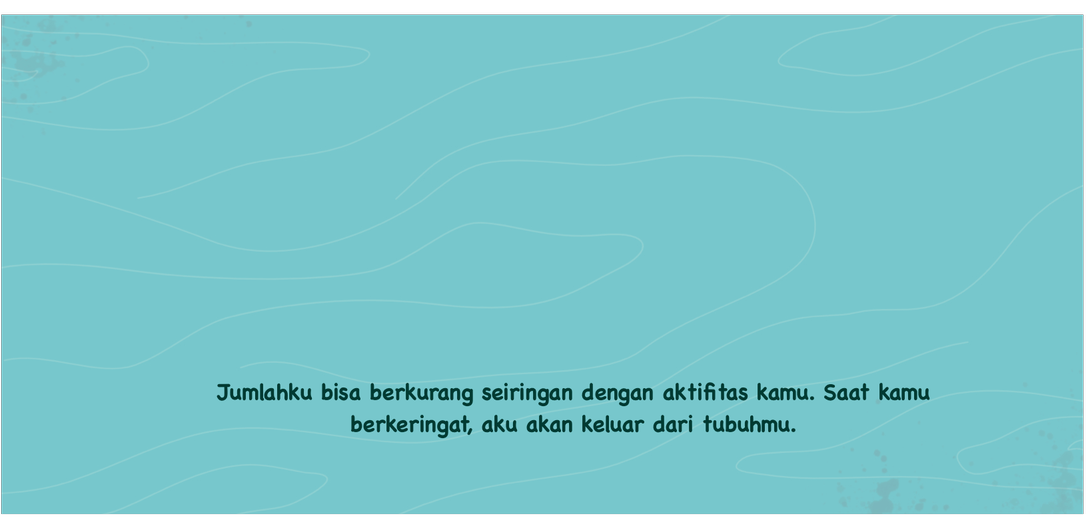 Jumlahku bisa berkurang seiringan dengan aktifitas kamu. Saat kamu
berkeringat, aku akan keluar dari tubuhmu.